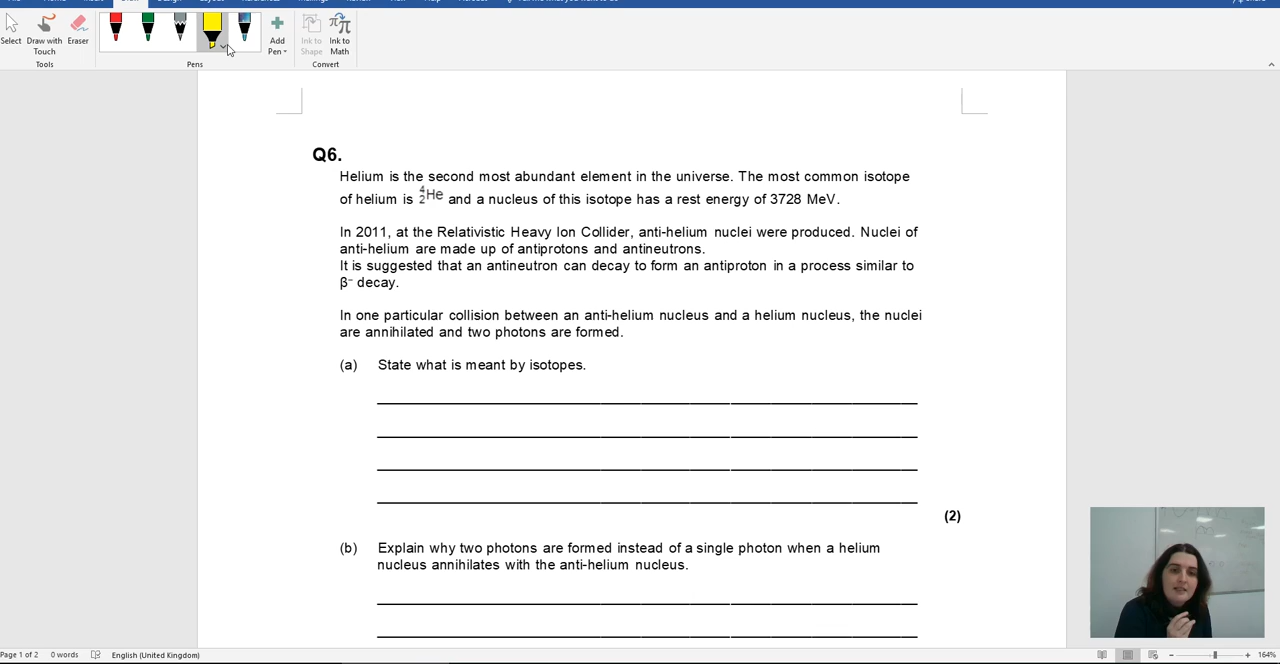 Select
Draw with
Touch
Eraser
Add
Pen
Ink to
Shape
Ink to
Math
Tools
Pens
Convert
Q6.
Helium is the second most abundant element in the universe. The most common isotope
of helium is ⁴₂He and a nucleus of this isotope has a rest energy of 3728 MeV.
In 2011, at the Relativistic Heavy Ion Collider, anti-helium nuclei were produced. Nuclei of
anti-helium are made up of antiprotons and antineutrons.
It is suggested that an antineutron can decay to form an antiproton in a process similar to
β⁻ decay.
In one particular collision between an anti-helium nucleus and a helium nucleus, the nuclei
are annihilated and two photons are formed.
(a) State what is meant by isotopes.
(2)
(b) Explain why two photons are formed instead of a single photon when a helium
nucleus annihilates with the anti-helium nucleus.
Page 1 of 2 0 words English (United Kingdom) 164%